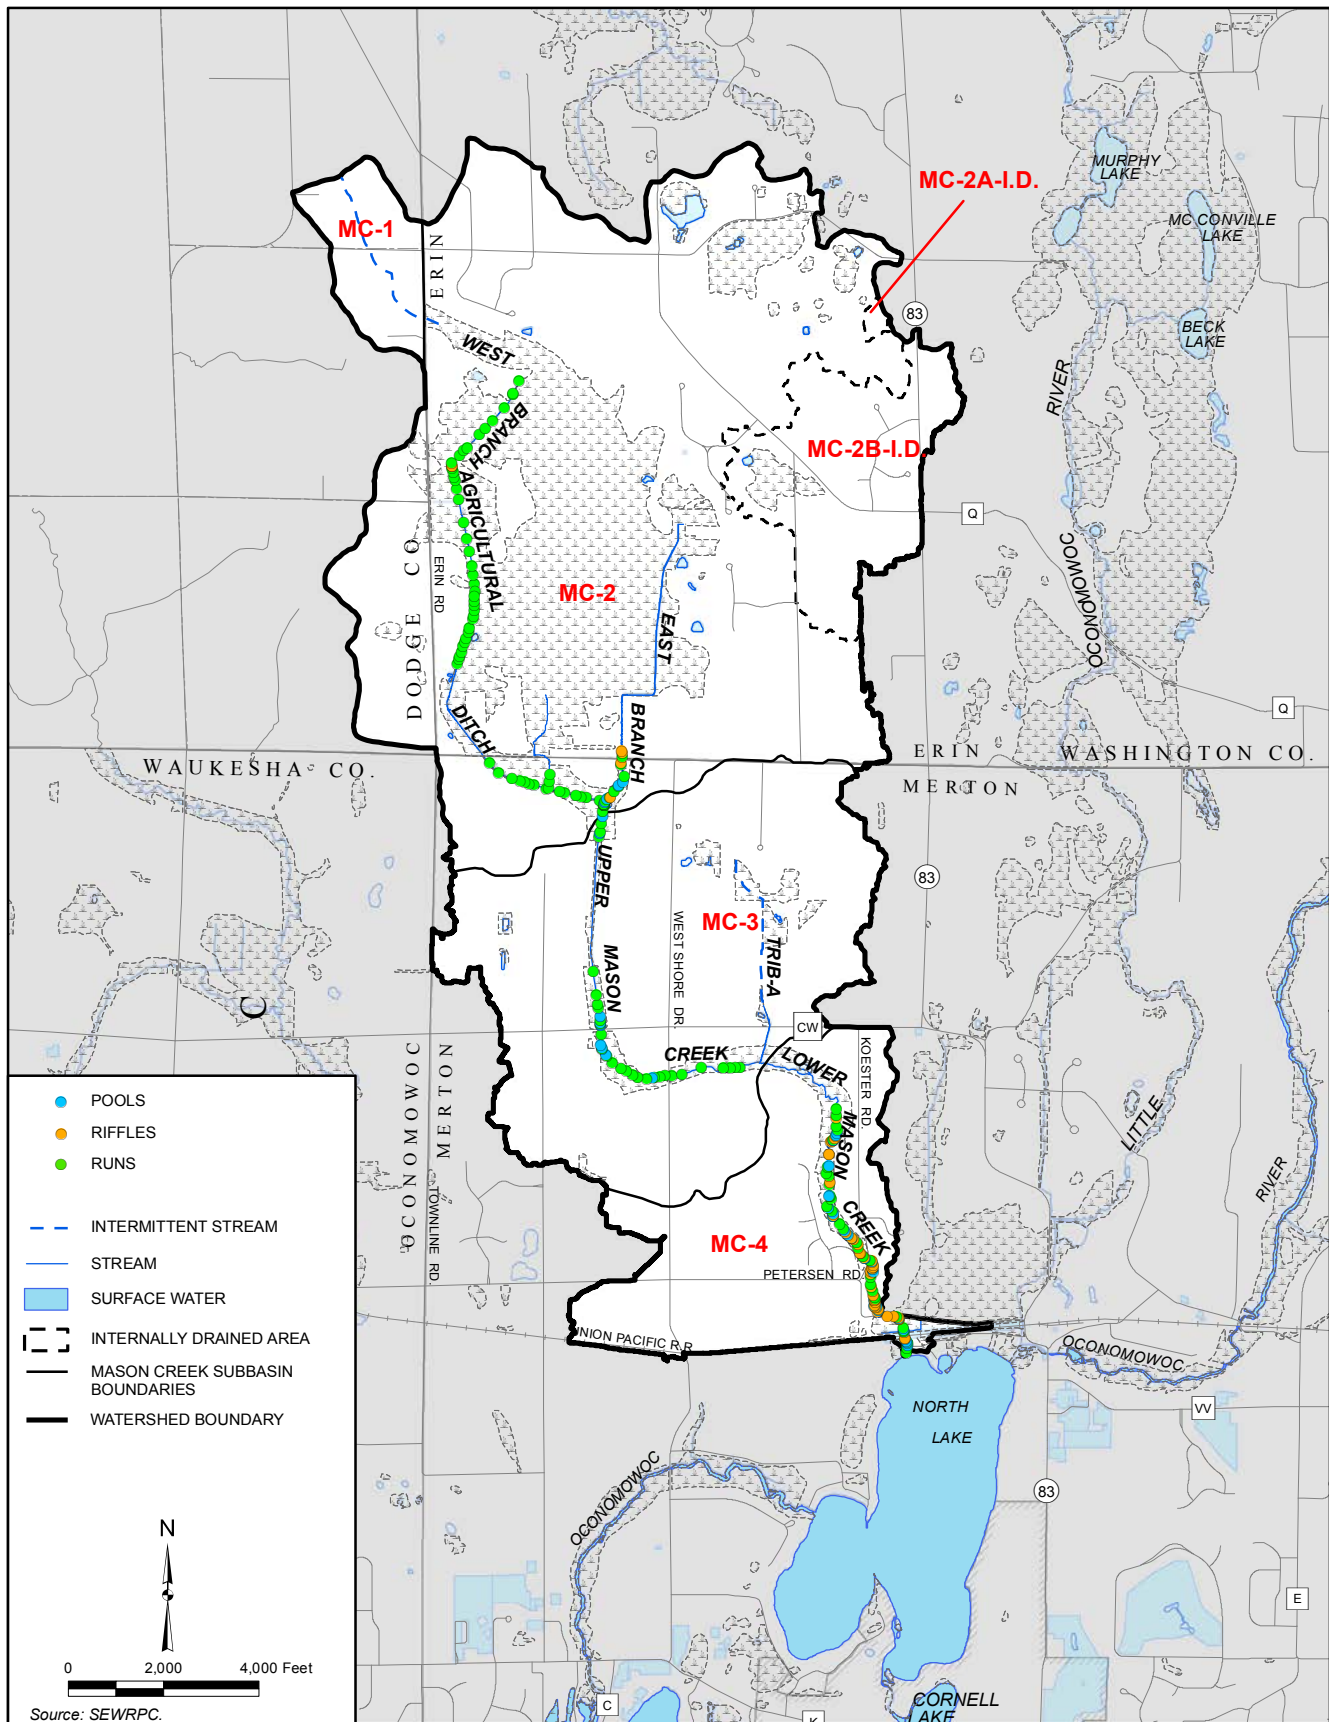 MURPHY
LAKE
MC-2A-I.D.
MC CONVILLE
LAKE
MC-1
ERIN
83
BECK
LAKE
WEST
BRANCH
RIVER
MC-2B-I.D.
AGRICULTURAL
Q
OCONOMOWOC
DODGE CO.
ERIN RD
MC-2
EAST
DITCH
BRANCH
Q
WAUKESHA CO.
ERIN
WASHINGTON CO.
MERTON
UPPER
83
MC-3
WEST SHORE DR.
TRIB-A
MASON
C
CW
CREEK
LOWER
KOESTER RD.
OCONOMOWOC
MERTON
MASON
LITTLE
RIVER
TOWNLINE RD.
CREEK
MC-4
PETERSEN RD.
UNION PACIFIC R.R.
OCONOMOWOC
VV
NORTH
LAKE
OCONOMOWOC
83
E
C
K
CORNELL
LAKE
POOLS
RIFFLES
RUNS
INTERMITTENT STREAM
STREAM
SURFACE WATER
INTERNALLY DRAINED AREA
MASON CREEK SUBBASIN
BOUNDARIES
WATERSHED BOUNDARY
N
0 2,000 4,000 Feet
Source: SEWRPC.